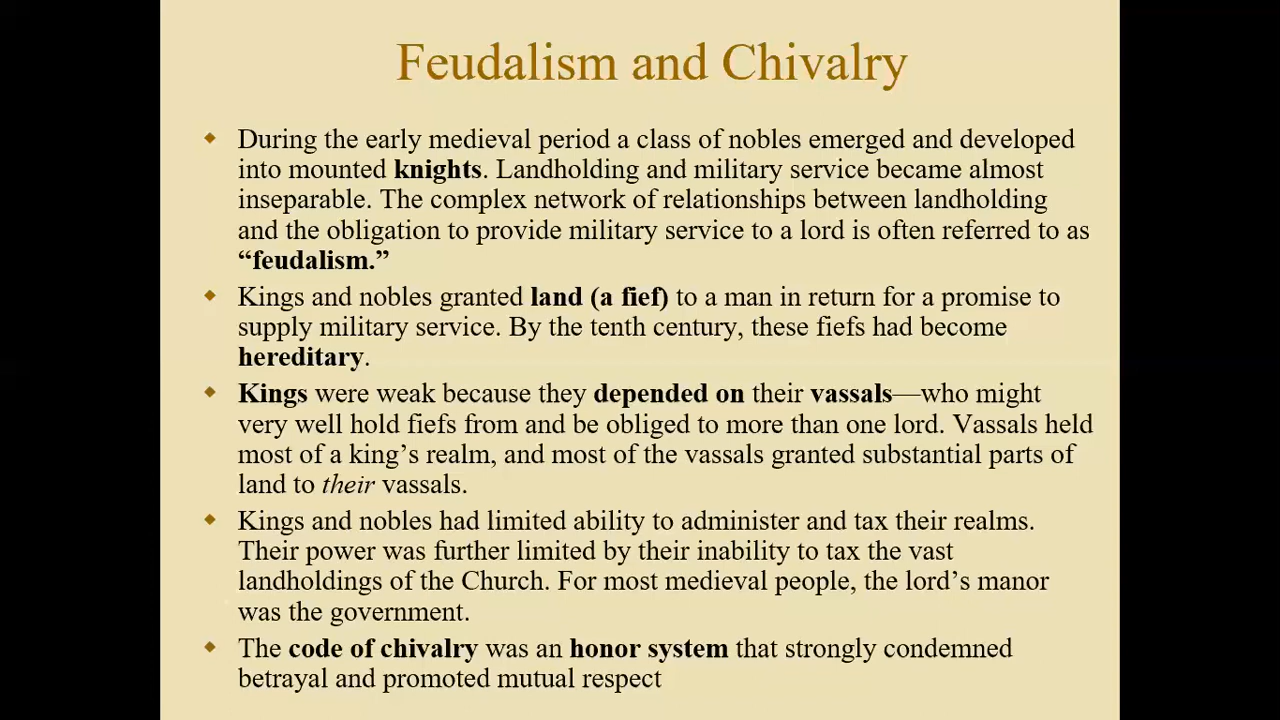 Feudalism and Chivalry
During the early medieval period a class of nobles emerged and developed
into mounted knights. Landholding and military service became almost
inseparable. The complex network of relationships between landholding
and the obligation to provide military service to a lord is often referred to as
“feudalism.”
Kings and nobles granted land (a fief) to a man in return for a promise to
supply military service. By the tenth century, these fiefs had become
hereditary.
Kings were weak because they depended on their vassals—who might
very well hold fiefs from and be obliged to more than one lord. Vassals held
most of a king’s realm, and most of the vassals granted substantial parts of
land to their vassals.
Kings and nobles had limited ability to administer and tax their realms.
Their power was further limited by their inability to tax the vast
landholdings of the Church. For most medieval people, the lord’s manor
was the government.
The code of chivalry was an honor system that strongly condemned
betrayal and promoted mutual respect